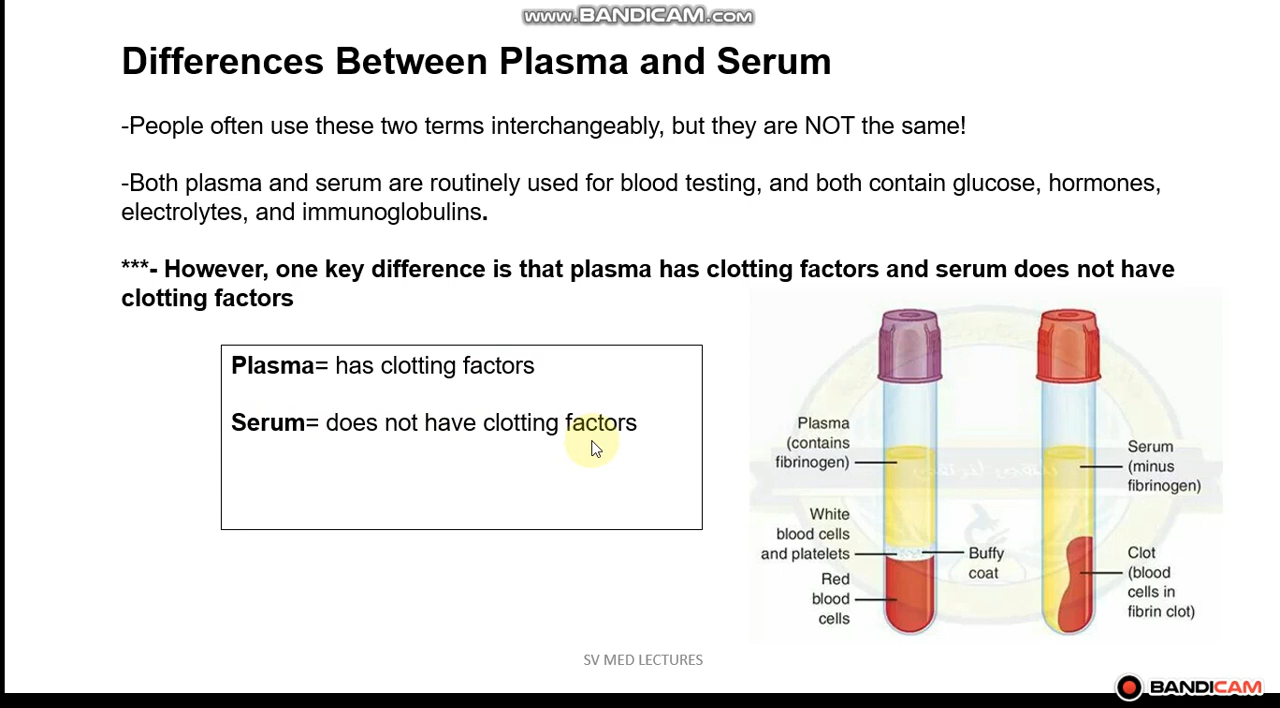 www.BANDICAM.com
Differences Between Plasma and Serum
-People often use these two terms interchangeably, but they are NOT the same!
-Both plasma and serum are routinely used for blood testing, and both contain glucose, hormones,
electrolytes, and immunoglobulins.
***- However, one key difference is that plasma has clotting factors and serum does not have
clotting factors
Plasma= has clotting factors
Serum= does not have clotting factors
Plasma
(contains
fibrinogen)
White
blood cells
and platelets
Red
blood
cells
Buffy
coat
Serum
(minus
fibrinogen)
Clot
(blood
cells in
fibrin clot)
SV MED LECTURES
BANDICAM